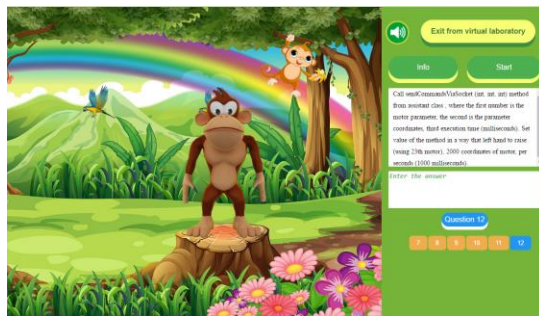 Exit from virtual laboratory
Info
Start
Call sendCommandsViaSocket (int, int, int) method
from assistant class , where the first number is the
motor parameter, the second is the parameter
coordinates, third execution time (milliseconds). Set
value of the method in a way that left hand to raise
(using 25th motor), 2000 coordinates of motor, per
seconds (1000 milliseconds).
Enter the answer
Question 12
7 8 9 10 11 12